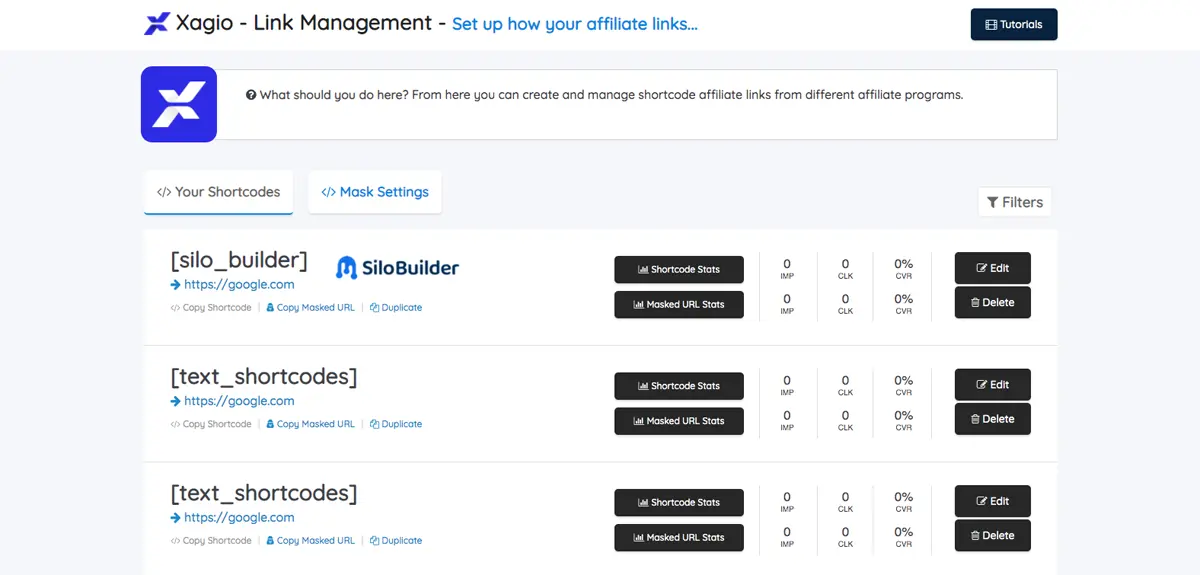 Xagio - Link Management - Set up how your affiliate links...
Tutorials
What should you do here? From here you can create and manage shortcode affiliate links from different affiliate programs.
Your Shortcodes
Mask Settings
Filters
[silo_builder]
SiloBuilder
https://google.com
Copy Shortcode | Copy Masked URL | Duplicate
Shortcode Stats
0 IMP
0 CLK
0% CVR
Edit
Masked URL Stats
0 IMP
0 CLK
0% CVR
Delete
[text_shortcodes]
https://google.com
Copy Shortcode | Copy Masked URL | Duplicate
Shortcode Stats
0 IMP
0 CLK
0% CVR
Edit
Masked URL Stats
0 IMP
0 CLK
0% CVR
Delete
[text_shortcodes]
https://google.com
Copy Shortcode | Copy Masked URL | Duplicate
Shortcode Stats
0 IMP
0 CLK
0% CVR
Edit
Masked URL Stats
0 IMP
0 CLK
0% CVR
Delete